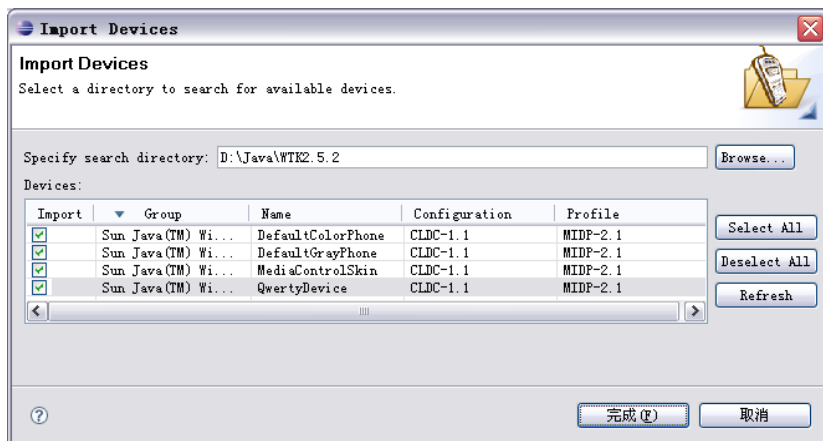 Import Devices
Import Devices
Select a directory to search for available devices.
Specify search directory: D:\Java\WTK2.5.2 Browse...
Devices:
Import Group Name Configuration Profile
Sun Java(TM) Wi... DefaultColorPhone CLDC-1.1 MIDP-2.1
Sun Java(TM) Wi... DefaultGrayPhone CLDC-1.1 MIDP-2.1
Sun Java(TM) Wi... MediaControlSkin CLDC-1.1 MIDP-2.1
Sun Java(TM) Wi... QwertyDevice CLDC-1.1 MIDP-2.1
Select All
Deselect All
Refresh
完成(F) 取消